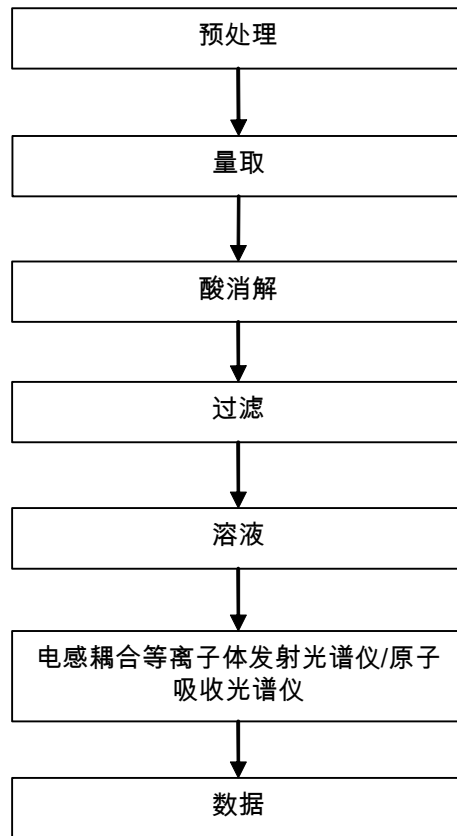 预处理
量取
酸消解
过滤
溶液
电感耦合等离子体发射光谱仪/原子
吸收光谱仪
数据